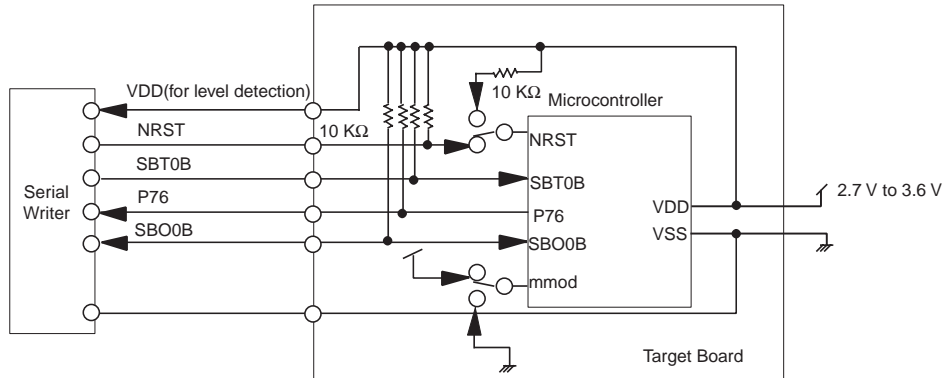 VDD(for level detection)
NRST
SBT0B
P76
SBO0B
Serial
Writer
10 KΩ
10 KΩ
Microcontroller
NRST
SBT0B
P76
SBO0B
mmod
VDD
VSS
2.7 V to 3.6 V
Target Board